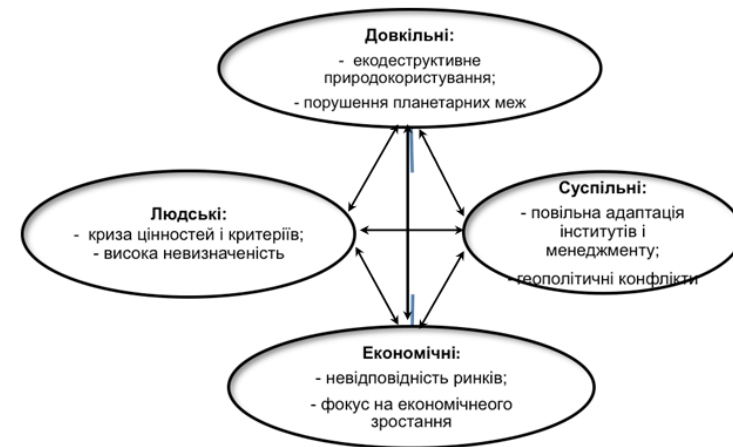 Довкільні:
- екодеструктивне
природокористування;
- порушення планетарних меж
Людські:
- криза цінностей і критеріїв;
- висока невизначеність
Суспільні:
- повільна адаптація
інститутів і
менеджменту;
- геополітичні конфлікти
Економічні:
- невідповідність ринків;
- фокус на економічнеого
зростання